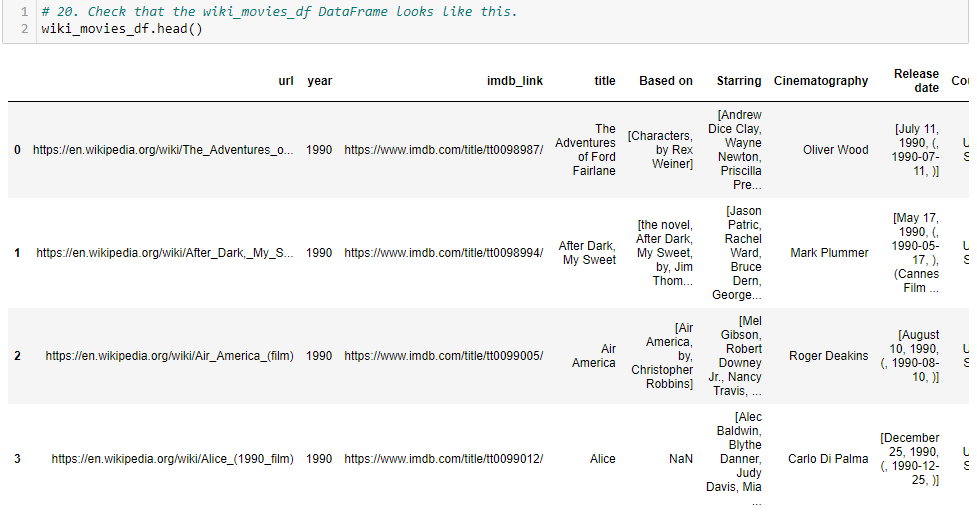 1 # 20. Check that the wiki_movies_df DataFrame looks like this.
2 wiki_movies_df.head()
url year imdb_link title Based on Starring Cinematography Release date Co
0 https://en.wikipedia.org/wiki/The_Adventures_o... 1990 https://www.imdb.com/title/tt0098987/ The Adventures of Ford Fairlane [Characters, by Rex Weiner] [Andrew Dice Clay, Wayne Newton, Priscilla Pre... Oliver Wood [July 11, 1990, (, 1990-07-11, )]
1 https://en.wikipedia.org/wiki/After_Dark,_My_S... 1990 https://www.imdb.com/title/tt0098994/ After Dark, My Sweet [the novel, After Dark, My Sweet, by, Jim Thom... [Jason Patric, Rachel Ward, Bruce Dern, George... Mark Plummer [May 17, 1990, (, 1990-05-17, ), (Cannes Film ...
2 https://en.wikipedia.org/wiki/Air_America_(film) 1990 https://www.imdb.com/title/tt0099005/ Air America [Air America, by, Christopher Robbins] [Mel Gibson, Robert Downey Jr., Nancy Travis, ... Roger Deakins [August 10, 1990, (, 1990-08-10, )]
3 https://en.wikipedia.org/wiki/Alice_(1990_film) 1990 https://www.imdb.com/title/tt0099012/ Alice NaN [Alec Baldwin, Blythe Danner, Judy Davis, Mia ... Carlo Di Palma [December 25, 1990, (, 1990-12-25, )]